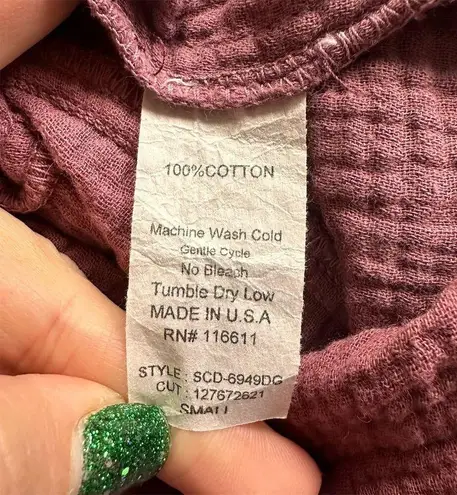 100%COTTON
Machine Wash Cold
Gentle Cycle
No Bleach
Tumble Dry Low
MADE IN U.S.A
RN# 116611
STYLE : SCD-6949DG
CUT : 127672621
SMALL